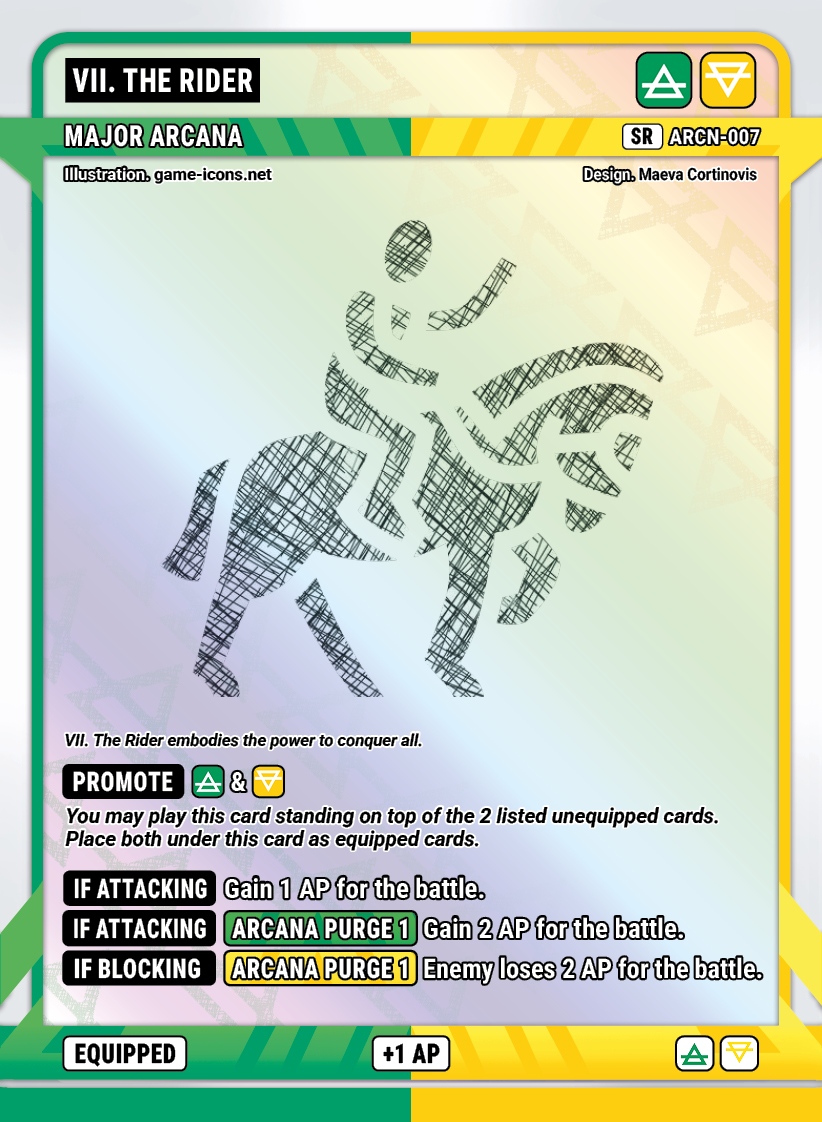 VII. THE RIDER
MAJOR ARCANA
SR ARCN-007
Illustration. game-icons.net
Design. Maeva Cortinovis
VII. The Rider embodies the power to conquer all.
PROMOTE &
You may play this card standing on top of the 2 listed unequipped cards.
Place both under this card as equipped cards.
IF ATTACKING Gain 1 AP for the battle.
IF ATTACKING ARCANA PURGE 1 Gain 2 AP for the battle.
IF BLOCKING ARCANA PURGE 1 Enemy loses 2 AP for the battle.
EQUIPPED
+1 AP